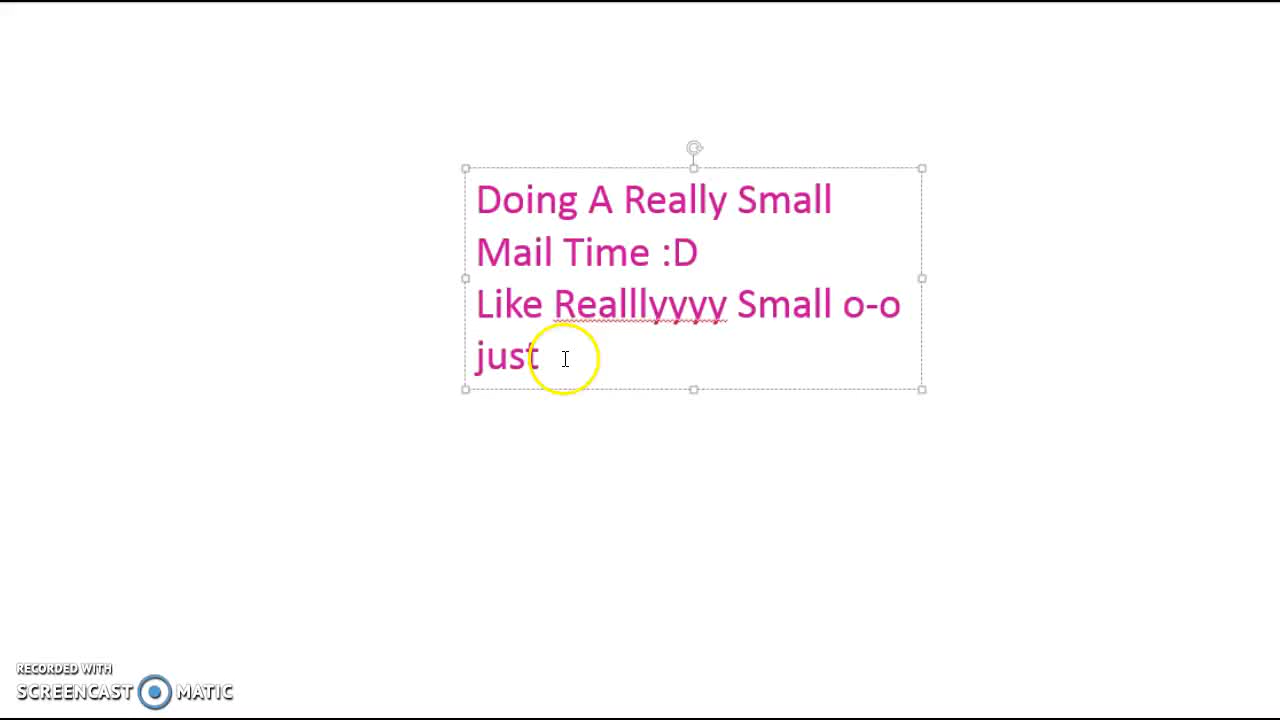 Doing A Really Small
Mail Time :D
Like Realllyyyy Small o-o
just
RECORDED WITH
SCREENCAST MATIC